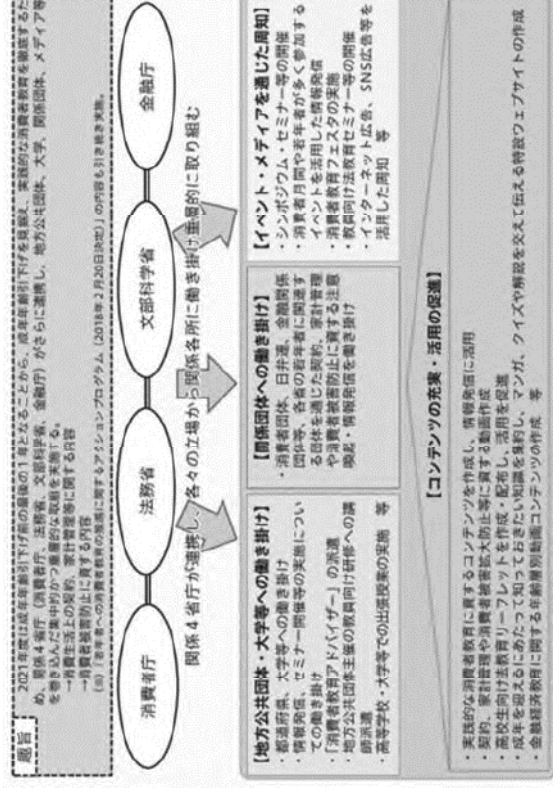 趣旨
2021年度は成年年齢引下げ前の最後の1年となることから、成年年齢引下げを見据え、実践的な消費者教育を徹底するた
め、関係4省庁（消費者庁、法務省、文部科学省、金融庁）がさらに連携し、地方公共団体、大学、関係団体、メディア等
を巻き込んだ集中的かつ重層的な取組を実施する。
→消費生活上の契約、家計管理等に関する内容
→消費者被害防止に資する内容
「若年者への消費者教育の推進に関するアクションプログラム（2018年2月20日決定）」の内容も引き続き実施。
消費者庁
法務省
文部科学省
金融庁
関係4省庁が連携し、各々の立場から関係各所に働き掛け重層的に取り組む
【地方公共団体・大学等への働き掛け】
・都道府県、大学等への働き掛け
・情報発信、セミナー開催等の実施につい
ての働き掛け
・「消費者教育アドバイザー」の派遣
・地方公共団体主催の教員向け研修への講
師派遣
・高等学校・大学等での出張授業の実施　等
【関係団体への働き掛け】
・消費者団体、日弁連、金融関係
団体等、各省の若年者に関連す
る団体を通じた契約、家計管理
や消費者被害防止に資する注意
喚起・情報発信を働き掛け
【イベント・メディアを通じた周知】
・シンポジウム・セミナー等の開催
・消費者月間や若年者が多く参加する
イベントを活用した情報発信
・消費者教育フェスタの実施
・教員向け法教育セミナー等の開催
・インターネット広告、SNS広告等を
活用した周知　等
【コンテンツの充実・活用の促進】
・実践的な消費者教育に資するコンテンツを作成し、情報発信に活用
・契約、家計管理や消費者被害拡大防止等に資する動画作成
・高校生向け法教育リーフレットを作成・配布し、活用を促進
・成年を迎えるにあたって知っておきたい知識を集約し、マンガ、クイズや解説を交えて伝える特設ウェブサイトの作成
・金融経済教育に関する年齢層別動画コンテンツの作成　等